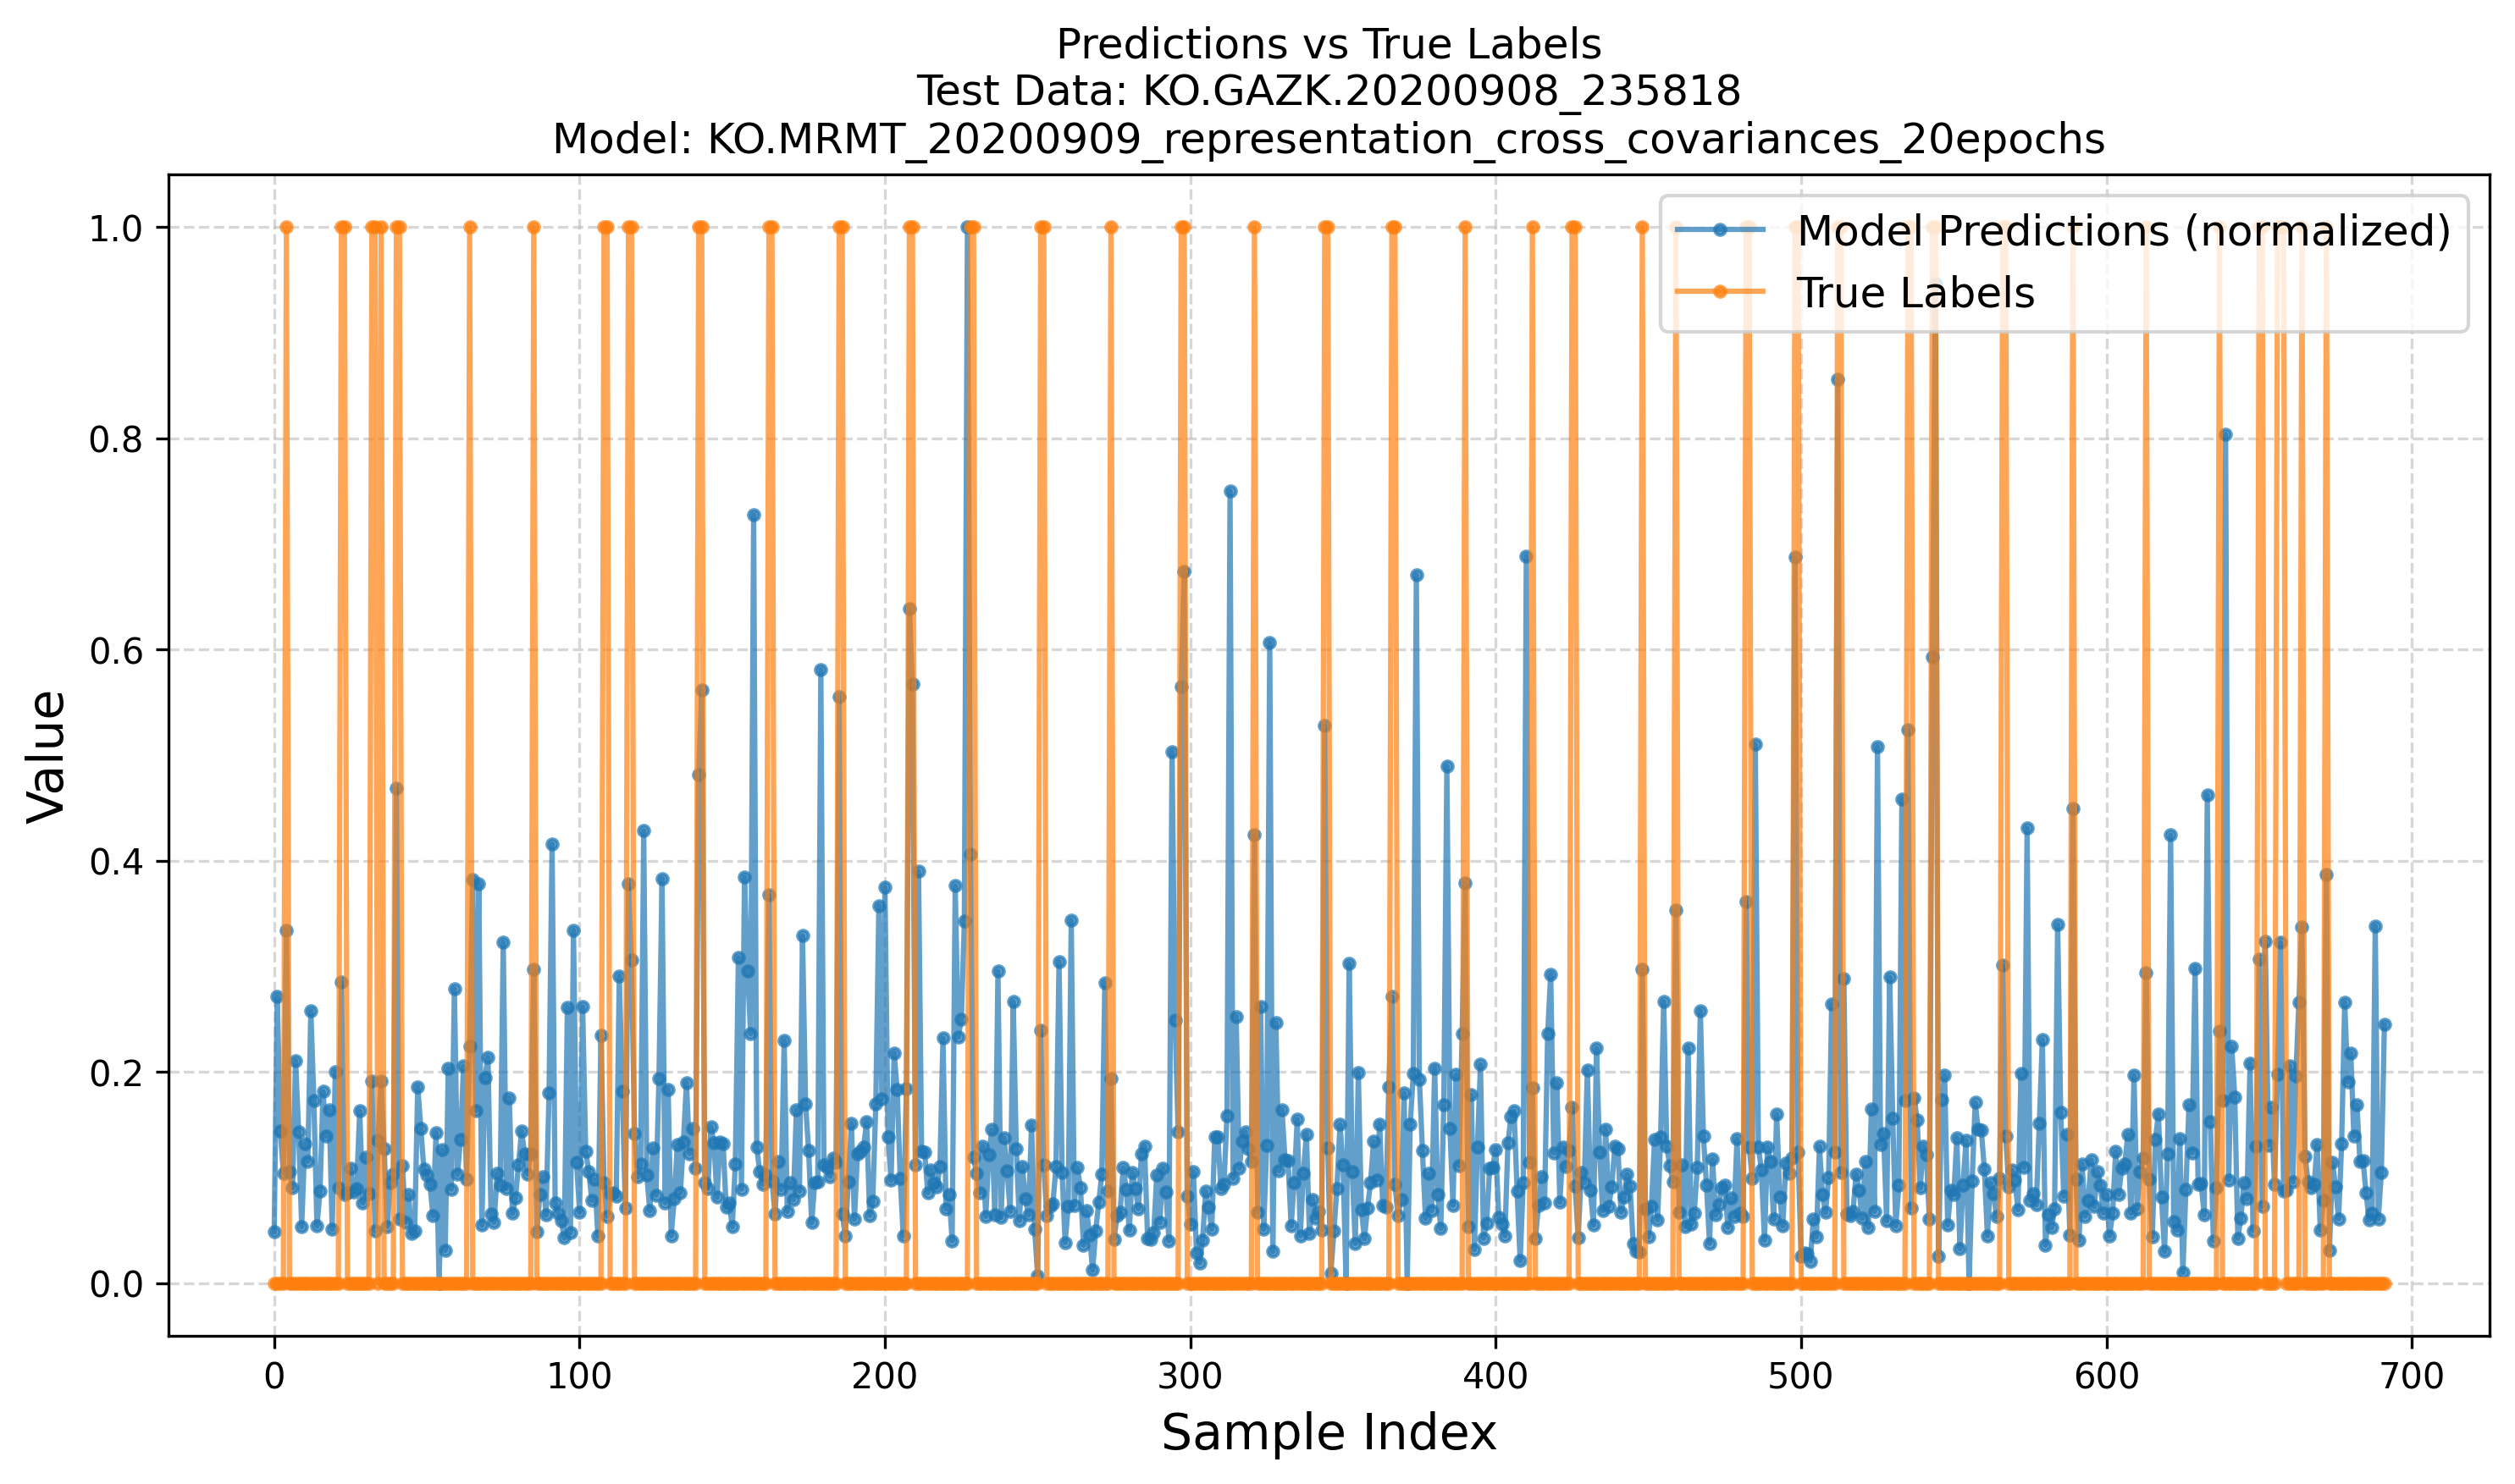 Predictions vs True Labels
Test Data: KO.GAZK.20200908_235818
Model: KO.MRMT_20200909_representation_cross_covariances_20epochs
Model Predictions (normalized)
True Labels
1.0
0.8
0.6
0.4
0.2
0.0
Value
0 100 200 300 400 500 600 700
Sample Index